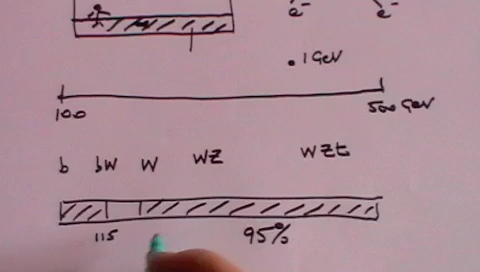 e⁻ e⁻
. 1 GeV
100 500 GeV
b bW W WZ WZt
115 95%